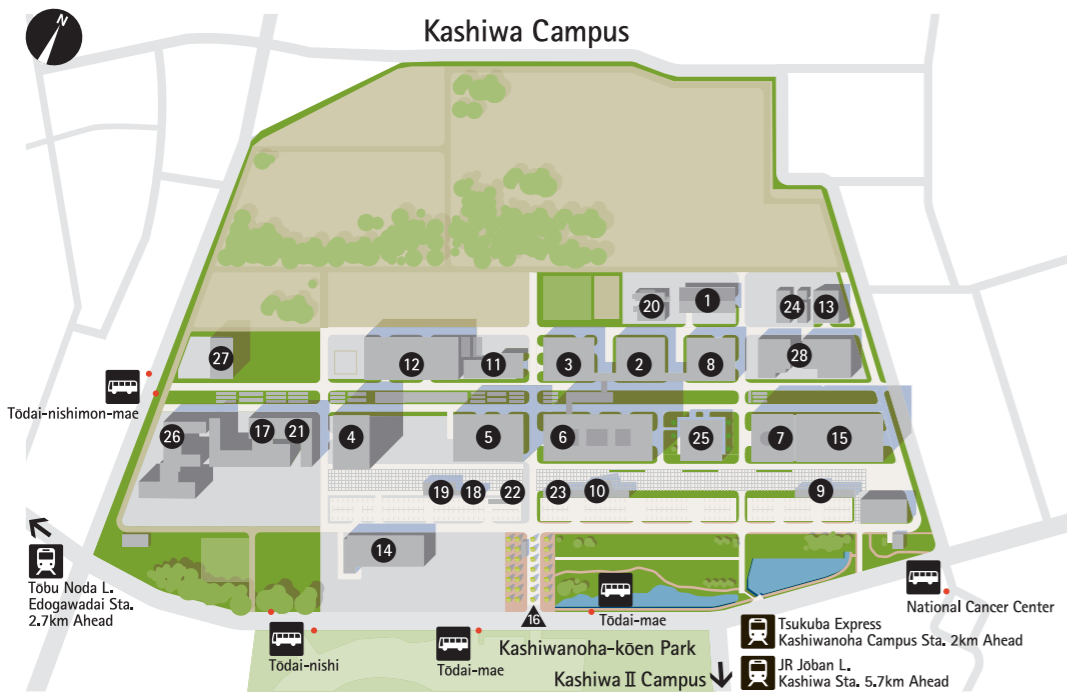 N
Kashiwa Campus
20
1
24
13
27
12
11
3
2
8
28
Tōdai-nishimon-mae
26
17
21
4
5
6
25
7
15
19
18
22
23
10
9
14
Tōbu Noda L.
Edogawadai Sta.
2.7km Ahead
16
Tōdai-mae
National Cancer Center
Tōdai-nishi
Tōdai-mae
Kashiwanoha-kōen Park
Kashiwa II Campus
Tsukuba Express
Kashiwanoha Campus Sta. 2km Ahead
JR Jōban L.
Kashiwa Sta. 5.7km Ahead